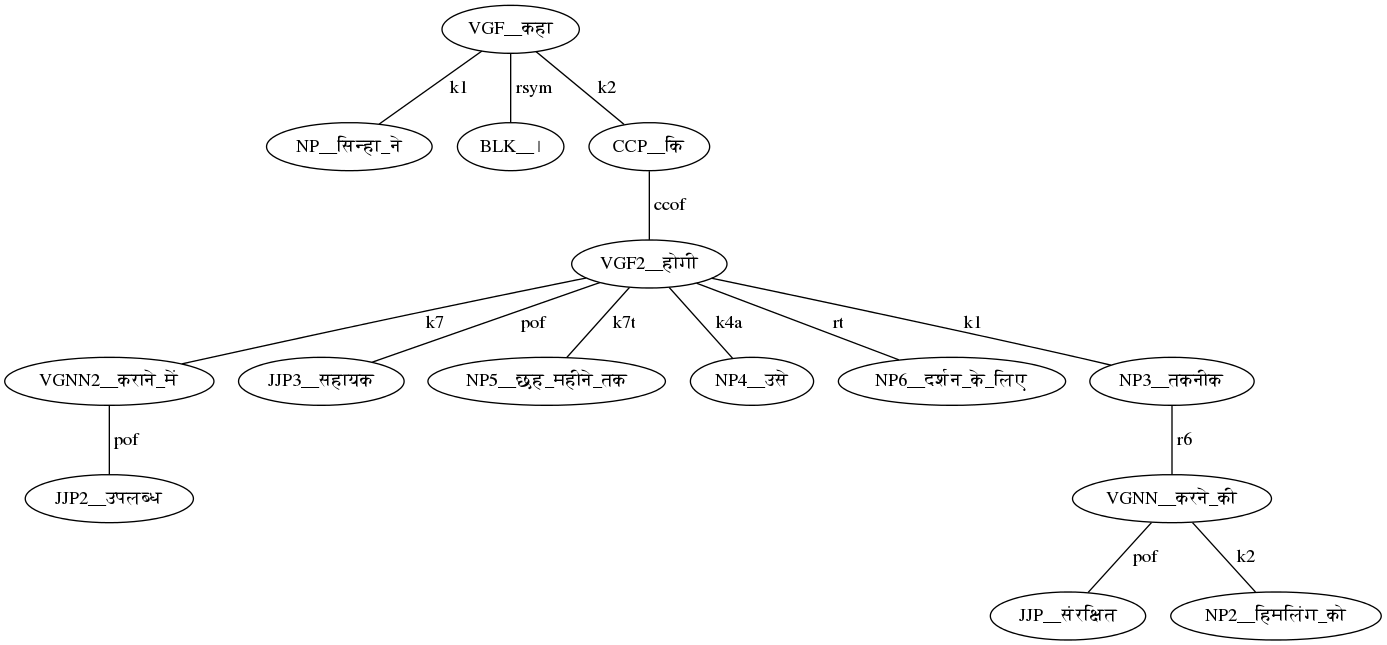 VGF__कहा
k1 rsym k2
NP__सिन्हा_ने BLK__। CCP__कि
ccof
VGF2__होगी
k7 pof k7t k4a rt k1
VGNN2__कराने_में JJP3__सहायक NP5__छह_महीने_तक NP4__उसे NP6__दर्शन_के_लिए NP3__तकनीक
pof r6
JJP2__उपलब्ध VGNN__करने_की
pof k2
JJP__संरक्षित NP2__हिमलिंग_को